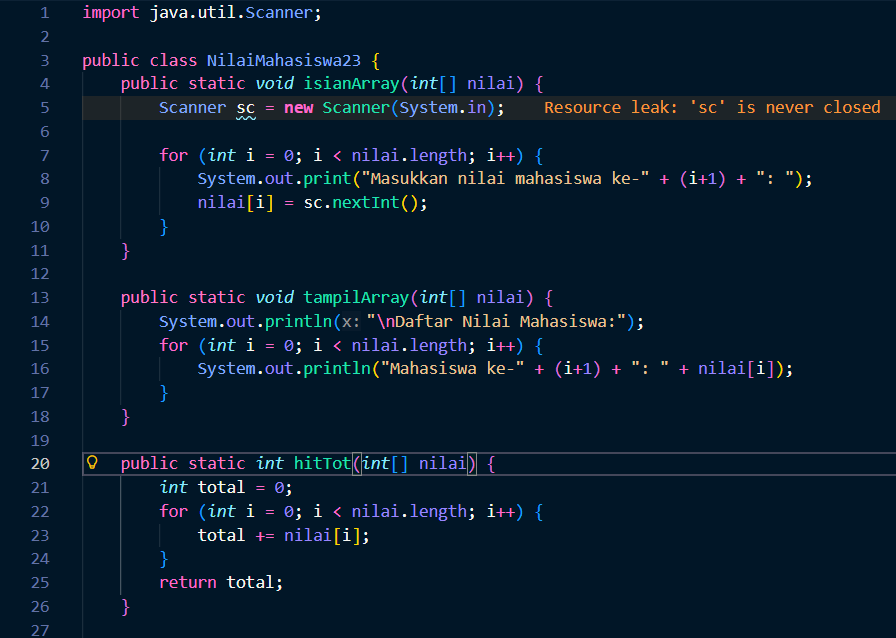 1 import java.util.Scanner;
2
3 public class NilaiMahasiswa23 {
4 public static void isianArray(int[] nilai) {
5 Scanner sc = new Scanner(System.in); Resource leak: 'sc' is never closed
6
7 for (int i = 0; i < nilai.length; i++) {
8 System.out.print("Masukkan nilai mahasiswa ke-" + (i+1) + ": ");
9 nilai[i] = sc.nextInt();
10 }
11 }
12
13 public static void tampilArray(int[] nilai) {
14 System.out.println(x: "\nDaftar Nilai Mahasiswa:");
15 for (int i = 0; i < nilai.length; i++) {
16 System.out.println("Mahasiswa ke-" + (i+1) + ": " + nilai[i]);
17 }
18 }
19
20 public static int hitTot(int[] nilai) {
21 int total = 0;
22 for (int i = 0; i < nilai.length; i++) {
23 total += nilai[i];
24 }
25 return total;
26 }
27